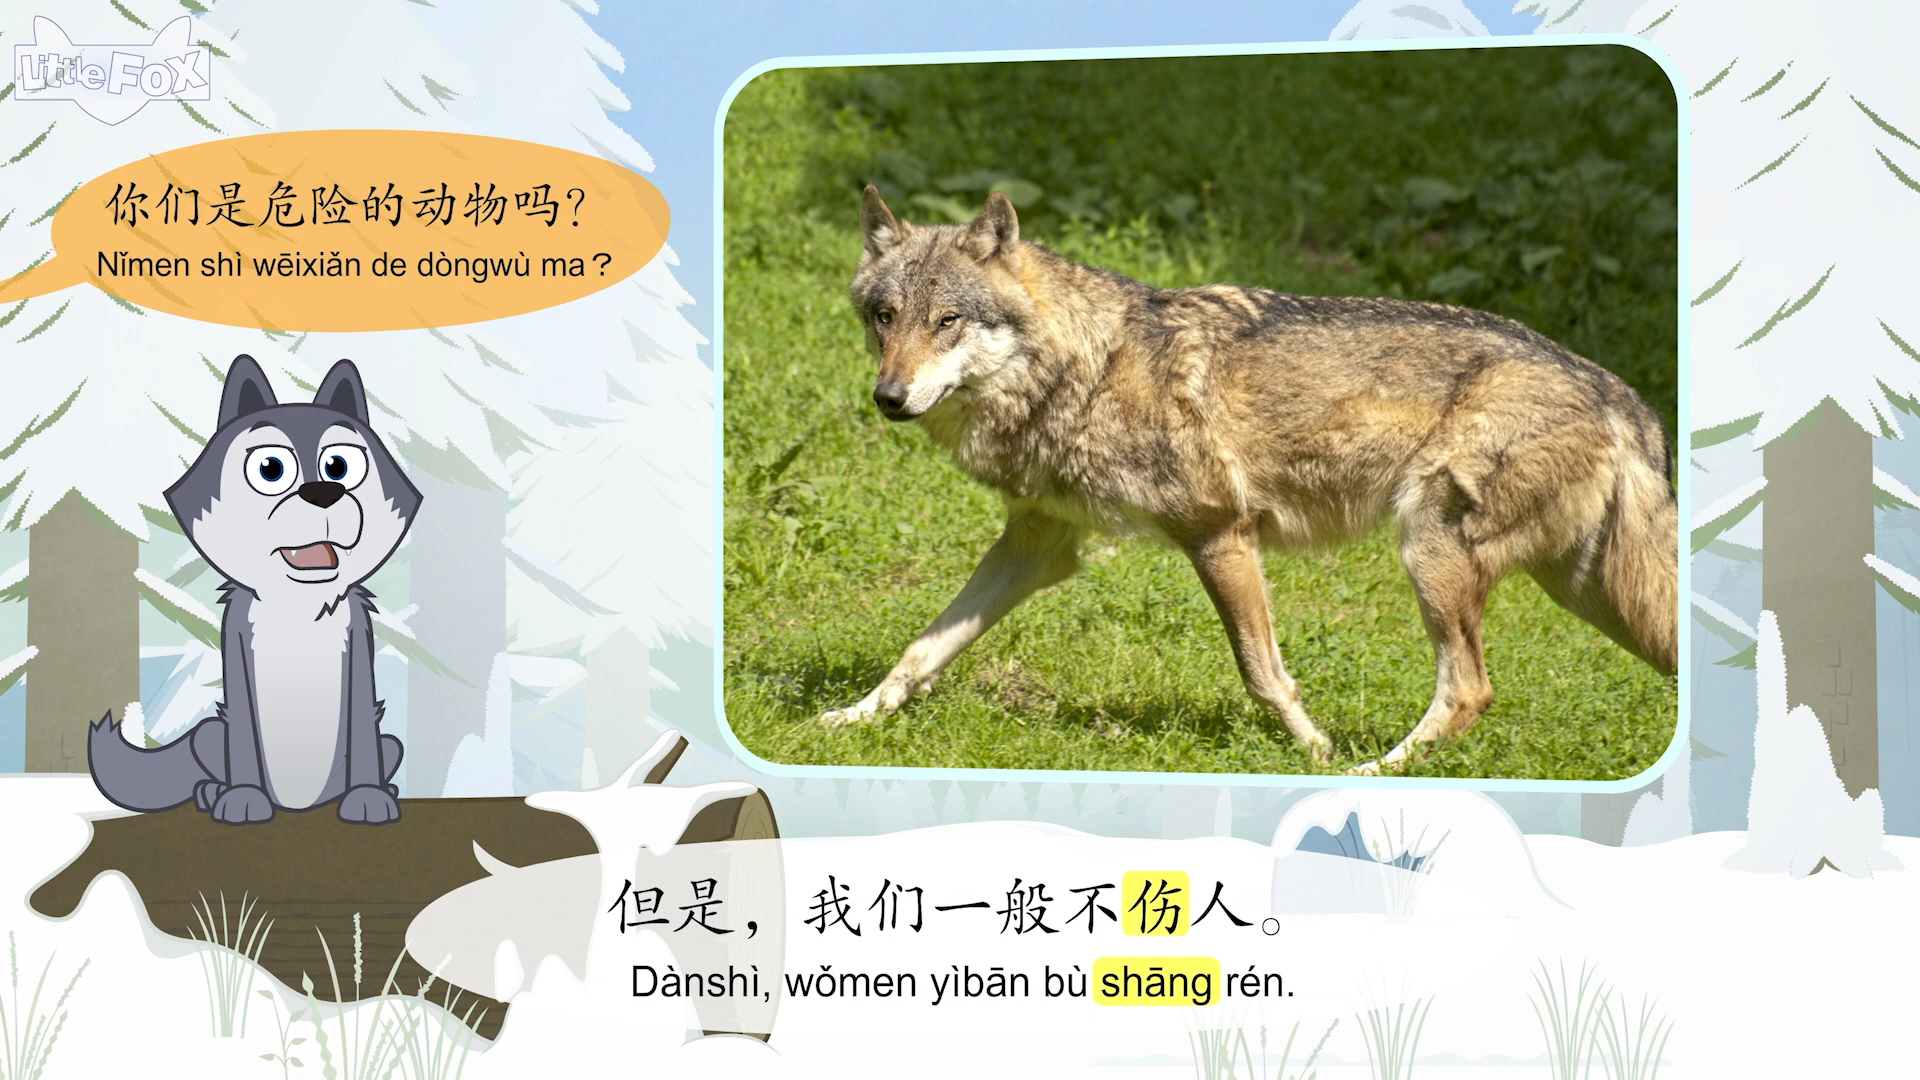 Little Fox
你们是危险的动物吗？
Nǐmen shì wēixiǎn de dòngwù ma？
但是，我们一般不伤人。
Dànshì, wǒmen yìbān bù shāng rén.